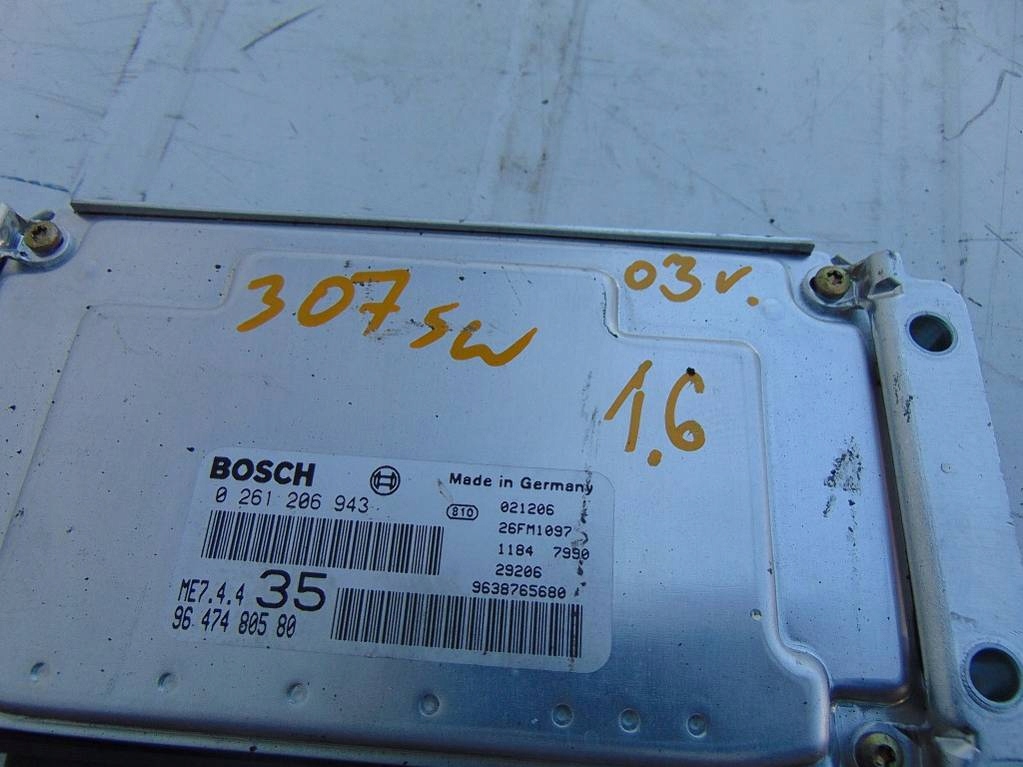 307 sw
03 v.
1.6
BOSCH
Made in Germany
0 261 206 943
810
021206
26FM1097
1184 7990
29206
9638765680
ME7.4.4 35
96 474 805 80